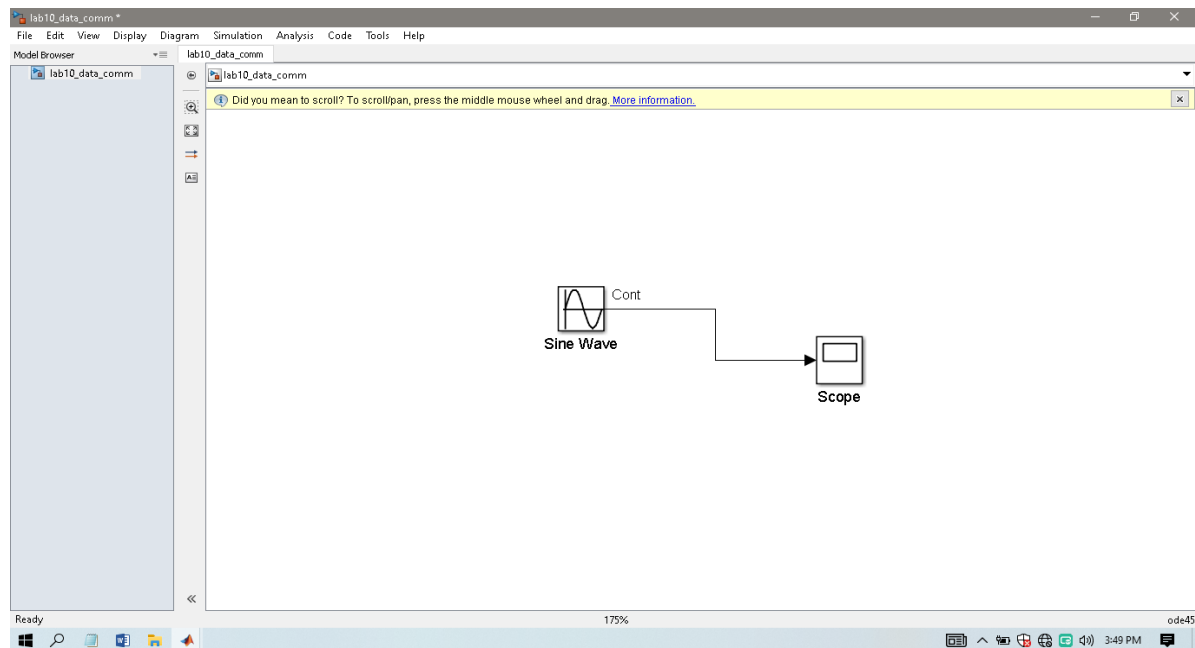 lab10_data_comm *
File Edit View Display Diagram Simulation Analysis Code Tools Help
Model Browser
lab10_data_comm
lab10_data_comm
lab10_data_comm
Did you mean to scroll? To scroll/pan, press the middle mouse wheel and drag. More information.
Cont
Sine Wave
Scope
Ready
175%
ode45
3:49 PM